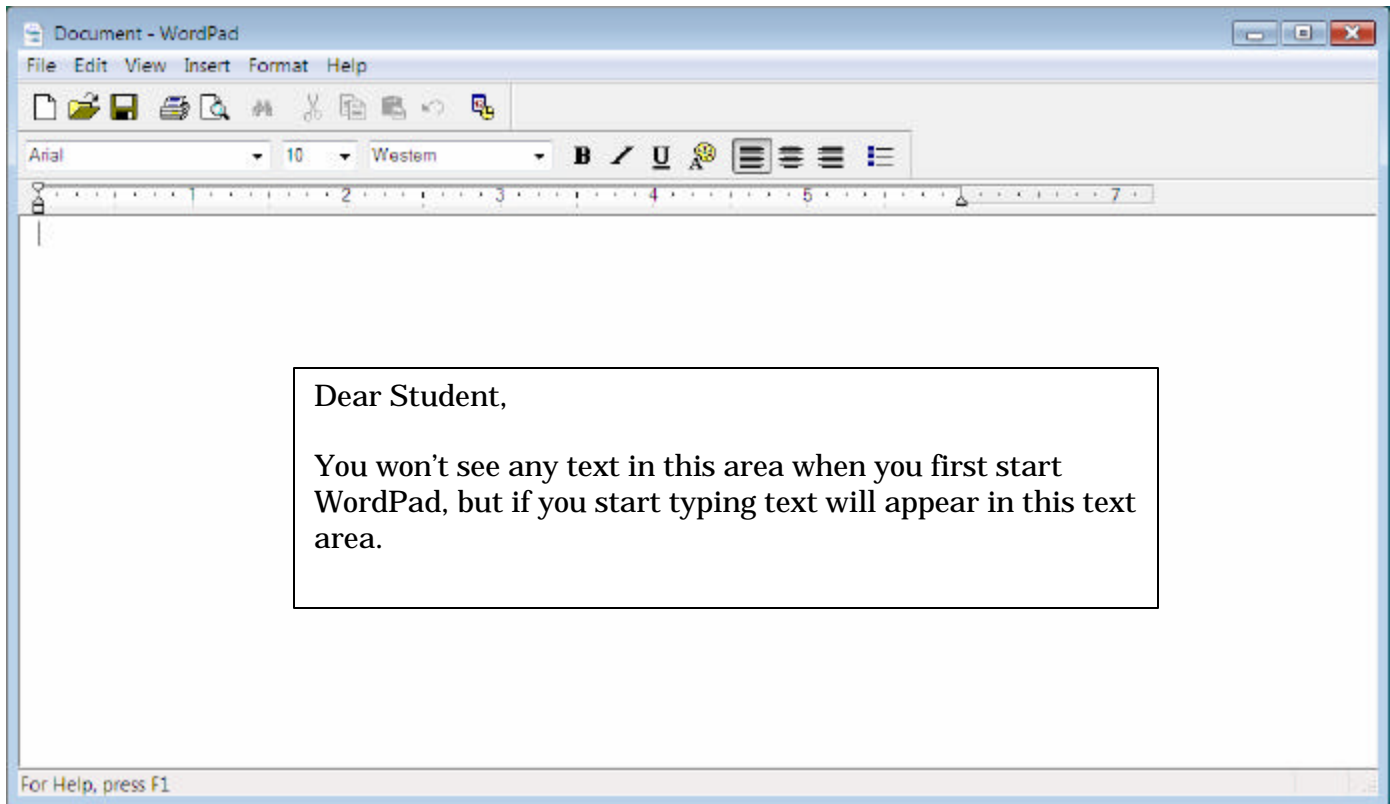 Document - WordPad
File Edit View Insert Format Help
Arial 10 Western B U A
1 2 3 4 5 7
Dear Student,
You won’t see any text in this area when you first start
WordPad, but if you start typing text will appear in this text
area.
For Help, press F1